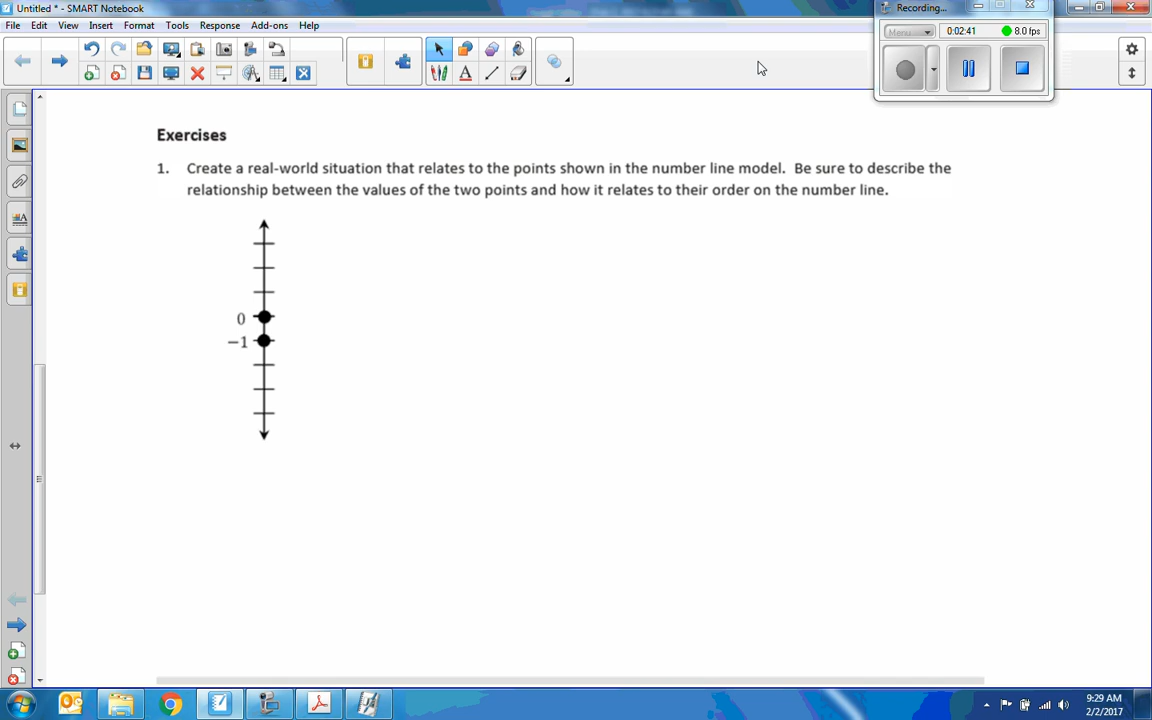 Untitled * - SMART Notebook
Recording...
File Edit View Insert Format Tools Response Add-ons Help
Menu 0:02:41 8.0 fps
Exercises
1. Create a real-world situation that relates to the points shown in the number line model. Be sure to describe the
relationship between the values of the two points and how it relates to their order on the number line.
0
−1
9:29 AM
2/2/2017